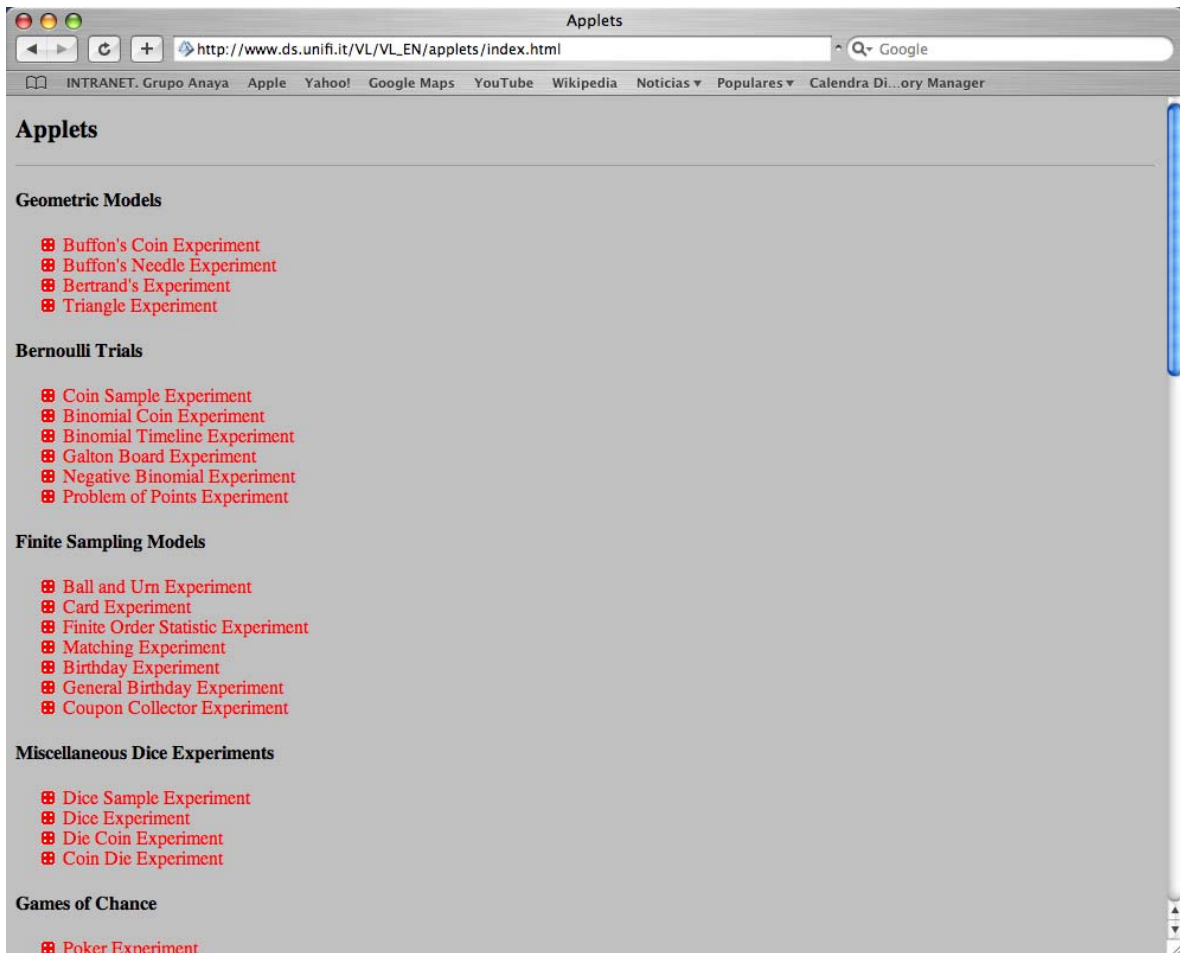 Applets
http://www.ds.unifi.it/VL/VL_EN/applets/index.html
Google
INTRANET. Grupo Anaya Apple Yahoo! Google Maps YouTube Wikipedia Noticias Populares Calendra Di...ory Manager
Applets
Geometric Models
Buffon's Coin Experiment
Buffon's Needle Experiment
Bertrand's Experiment
Triangle Experiment
Bernoulli Trials
Coin Sample Experiment
Binomial Coin Experiment
Binomial Timeline Experiment
Galton Board Experiment
Negative Binomial Experiment
Problem of Points Experiment
Finite Sampling Models
Ball and Urn Experiment
Card Experiment
Finite Order Statistic Experiment
Matching Experiment
Birthday Experiment
General Birthday Experiment
Coupon Collector Experiment
Miscellaneous Dice Experiments
Dice Sample Experiment
Dice Experiment
Die Coin Experiment
Coin Die Experiment
Games of Chance
Poker Experiment